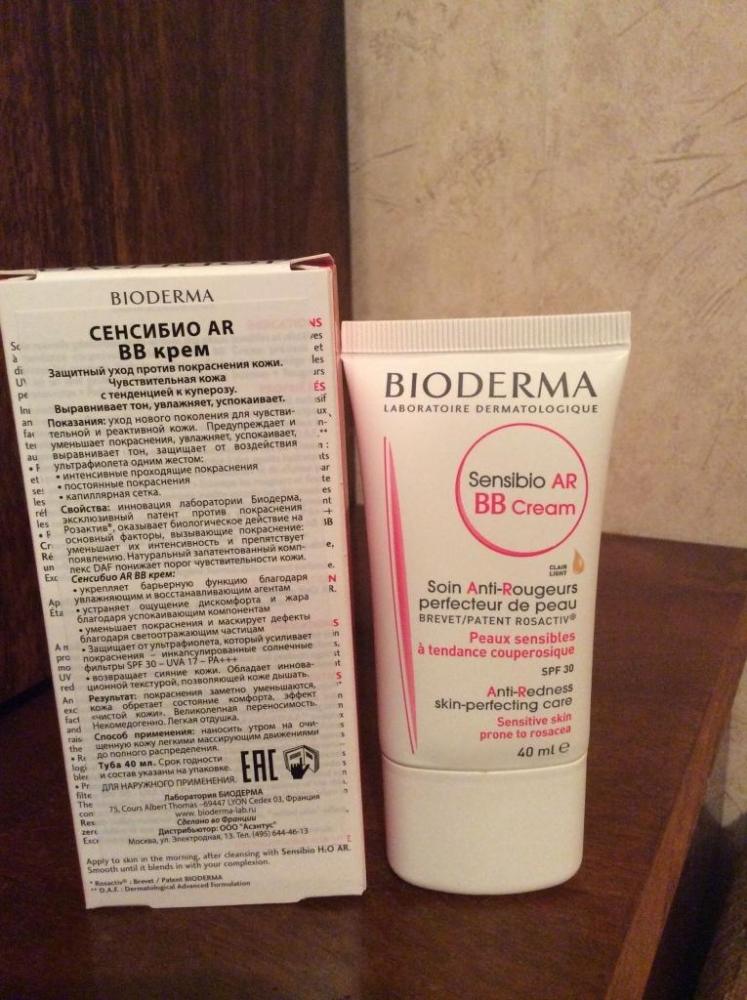 BIODERMA
СЕНСИБИО AR
BB крем
Защитный уход против покраснения кожи.
Чувствительная кожа
с тенденцией к куперозу.
Выравнивает тон, увлажняет, успокаивает.
Показания: уход нового поколения для чувстви-
тельной и реактивной кожи. Предупреждает и
уменьшает покраснения, увлажняет, успокаивает,
выравнивает тон, защищает от воздействия
ультрафиолета одним жестом:
• интенсивные проходящие покраснения
• постоянные покраснения
• капиллярная сетка.
Свойства: инновация лаборатории Биодерма,
эксклюзивный патент против покраснения
Розактив®, оказывает биологическое действие на
основный факторы, вызывающие покраснение:
уменьшает их интенсивность и препятствует
появлению. Натуральный запатентованный комп-
лекс DAF понижает порог чувствительности кожи.
Сенсибио AR BB крем:
• укрепляет барьерную функцию благодаря
увлажняющим и восстанавливающим агентам
• устраняет ощущение дискомфорта и жара
благодаря успокаивающим компонентам
• уменьшает покраснения и маскирует дефекты
благодаря светоотражающим частицам
• Защищает от ультрафиолета, который усиливает
покраснения – инкапсулированные солнечные
фильтры SPF 30 – UVA 17 – PA+++
• возвращает сияние кожи. Обладает иннова-
ционной текстурой, позволяющей коже дышать.
Результат: покраснения заметно уменьшаются,
кожа обретает состояние комфорта, эффект
«чистой кожи». Великолепная переносимость.
Некомедогенно. Легкая отдушка.
Способ применения: наносить утром на очи-
щенную кожу легкими массирующим движениями
до полного распределения.
Туба 40 мл. Срок годности
и состав указаны на упаковке.
ДЛЯ НАРУЖНОГО ПРИМЕНЕНИЯ.
EAC
Лаборатория БИОДЕРМА
75, Cours Albert Thomas –69447 LYON Cedex 03, Франция
www.bioderma-lab.ru
Сделано во Франции
Дистрибьютор: ООО "Асэнтус"
Москва, ул. Электродная, 13. Тел. (495) 644-46-13
Apply to skin in the morning, after cleansing with Sensibio H₂O AR.
Smooth until it blends in with your complexion.
* Rosactiv® : Brevet / Patent BIODERMA
** D.A.F. : Dermatological Advanced Formulation
BIODERMA
LABORATOIRE DERMATOLOGIQUE
Sensibio AR
BB Cream
CLAIR
LIGHT
Soin Anti-Rougeurs
perfecteur de peau
BREVET/PATENT ROSACTIV®
Peaux sensibles
à tendance couperosique
SPF 30
Anti-Redness
skin-perfecting care
Sensitive skin
prone to rosacea
40 ml e